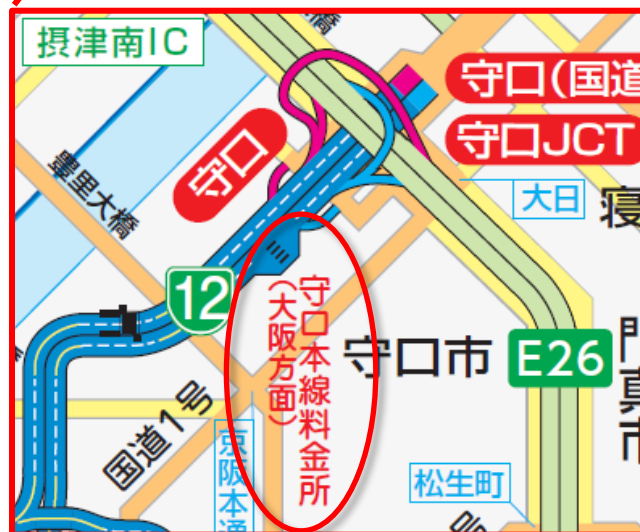 摂津南IC
守口(国道
守口JCT
守口
豊里大橋
大日
寝
12
守口本線料金所
(大阪方面)
守口市
E26
門真市
国道1号
京阪本通
松生町
号